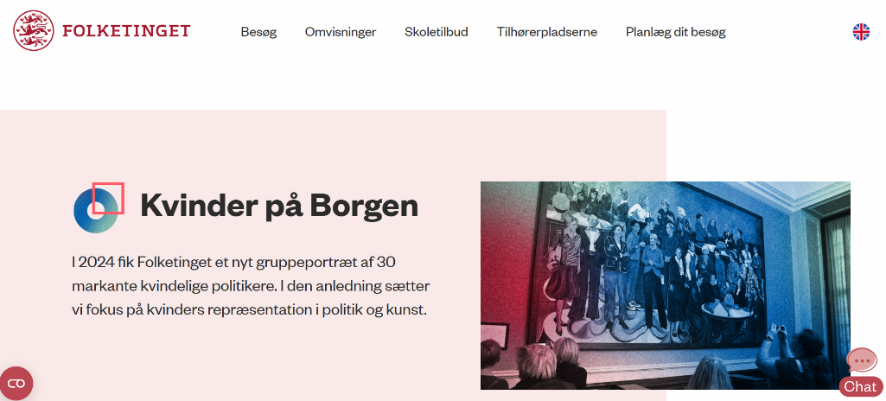 FOLKETINGET
Besøg Omvisninger Skoletilbud Tilhørerpladserne Planlæg dit besøg
Kvinder på Borgen
I 2024 fik Folketinget et nyt gruppeportræt af 30
markante kvindelige politikere. I den anledning sætter
vi fokus på kvinders repræsentation i politik og kunst.
Chat